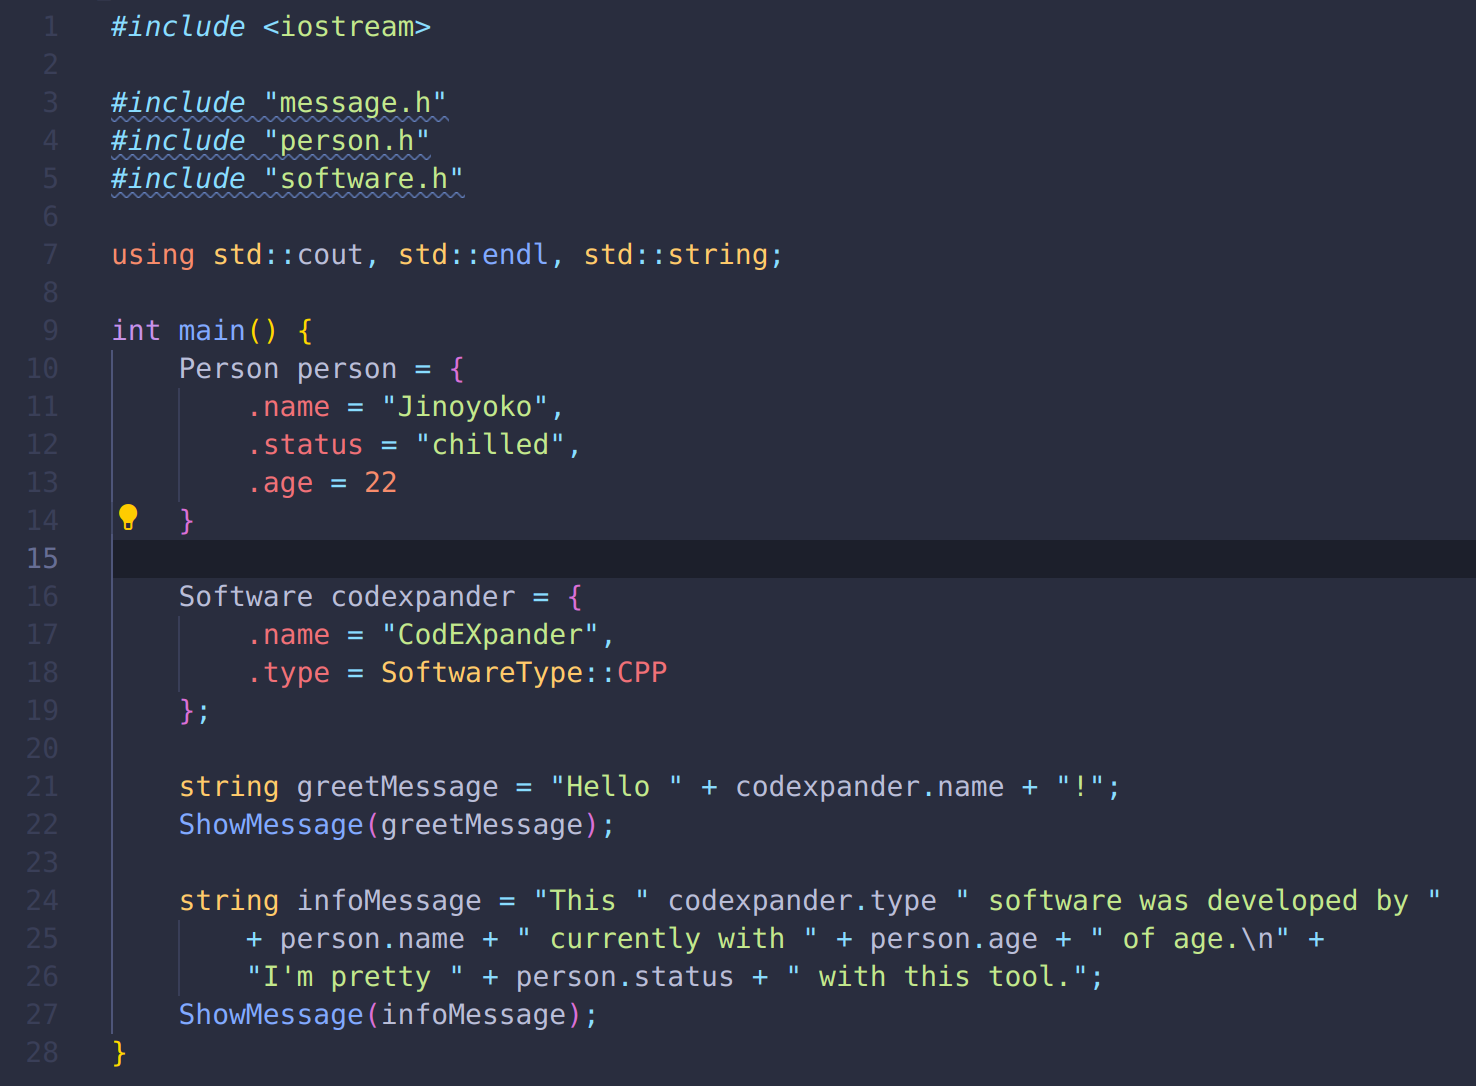 1 #include <iostream>
2
3 #include "message.h"
4 #include "person.h"
5 #include "software.h"
6
7 using std::cout, std::endl, std::string;
8
9 int main() {
10     Person person = {
11         .name = "Jinoyoko",
12         .status = "chilled",
13         .age = 22
14     }
15
16     Software codexpander = {
17         .name = "CodEXpander",
18         .type = SoftwareType::CPP
19     };
20
21     string greetMessage = "Hello " + codexpander.name + "!";
22     ShowMessage(greetMessage);
23
24     string infoMessage = "This " codexpander.type " software was developed by "
25         + person.name + " currently with " + person.age + " of age.\n" +
26         "I'm pretty " + person.status + " with this tool.";
27     ShowMessage(infoMessage);
28 }